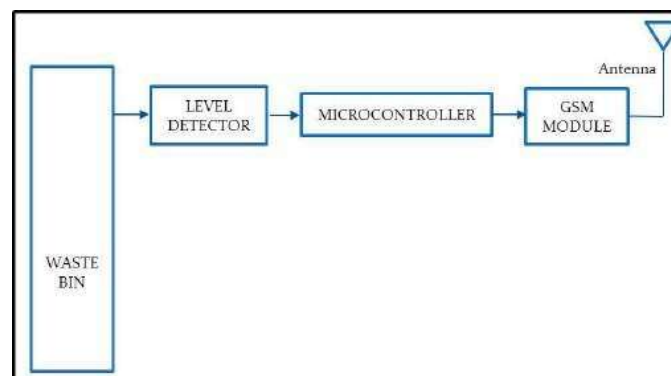 Antenna
LEVEL
DETECTOR
MICROCONTROLLER
GSM
MODULE
WASTE
BIN